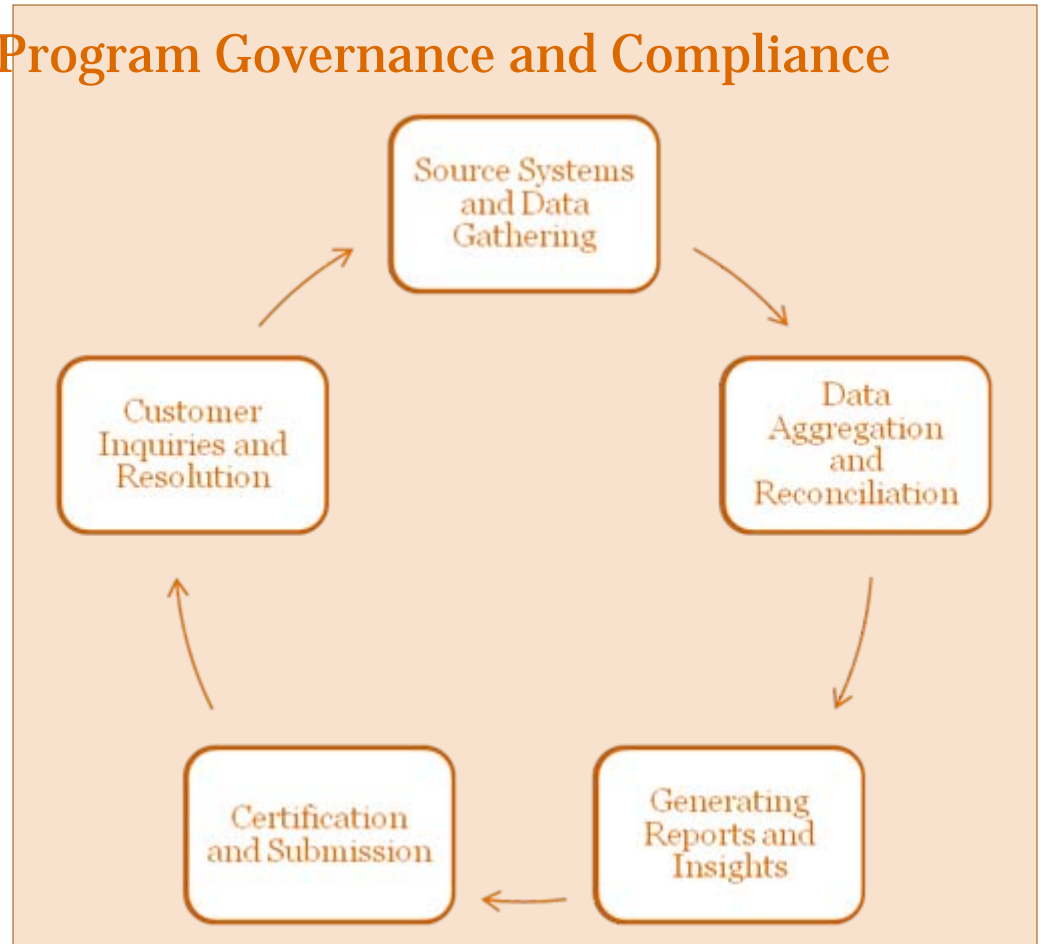 Program Governance and Compliance
Source Systems
and Data
Gathering
Data
Aggregation
and
Reconciliation
Generating
Reports and
Insights
Certification
and Submission
Customer
Inquiries and
Resolution